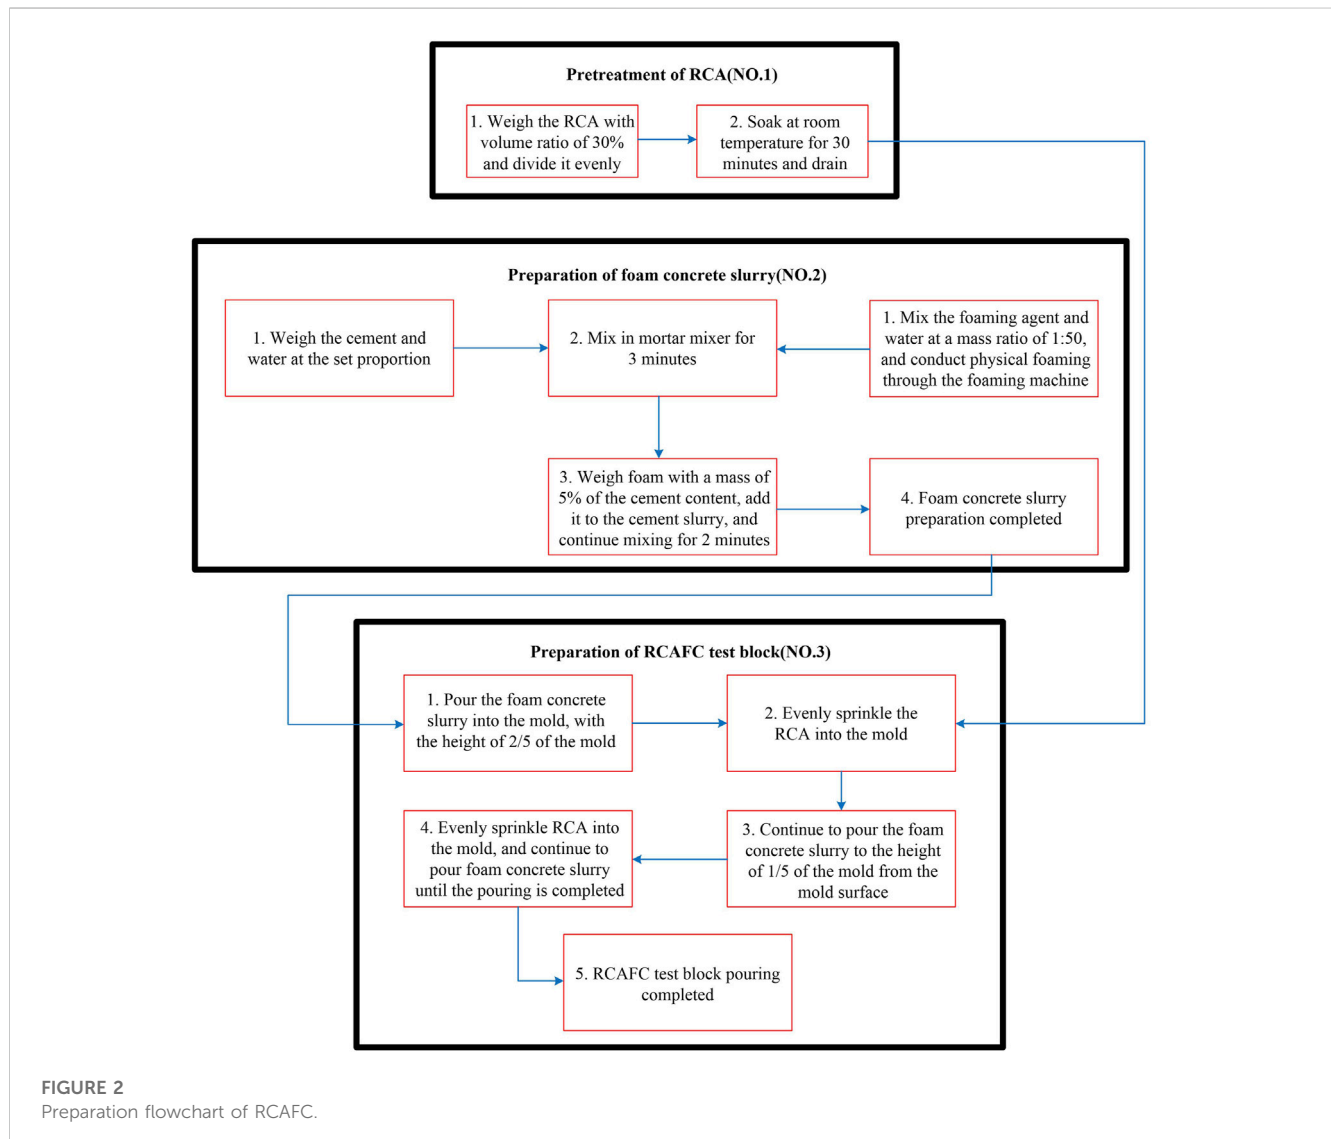 Pretreatment of RCA(NO.1)
1. Weigh the RCA with
volume ratio of 30%
and divide it evenly
2. Soak at room
temperature for 30
minutes and drain
Preparation of foam concrete slurry(NO.2)
1. Weigh the cement and
water at the set proportion
2. Mix in mortar mixer for
3 minutes
1. Mix the foaming agent and
water at a mass ratio of 1:50,
and conduct physical foaming
through the foaming machine
3. Weigh foam with a mass of
5% of the cement content, add
it to the cement slurry, and
continue mixing for 2 minutes
4. Foam concrete slurry
preparation completed
Preparation of RCAFC test block(NO.3)
1. Pour the foam concrete
slurry into the mold, with
the height of 2/5 of the mold
2. Evenly sprinkle the
RCA into the mold
4. Evenly sprinkle RCA into
the mold, and continue to
pour foam concrete slurry
until the pouring is completed
3. Continue to pour the foam
concrete slurry to the height
of 1/5 of the mold from the
mold surface
5. RCAFC test block pouring
completed
FIGURE 2
Preparation flowchart of RCAFC.